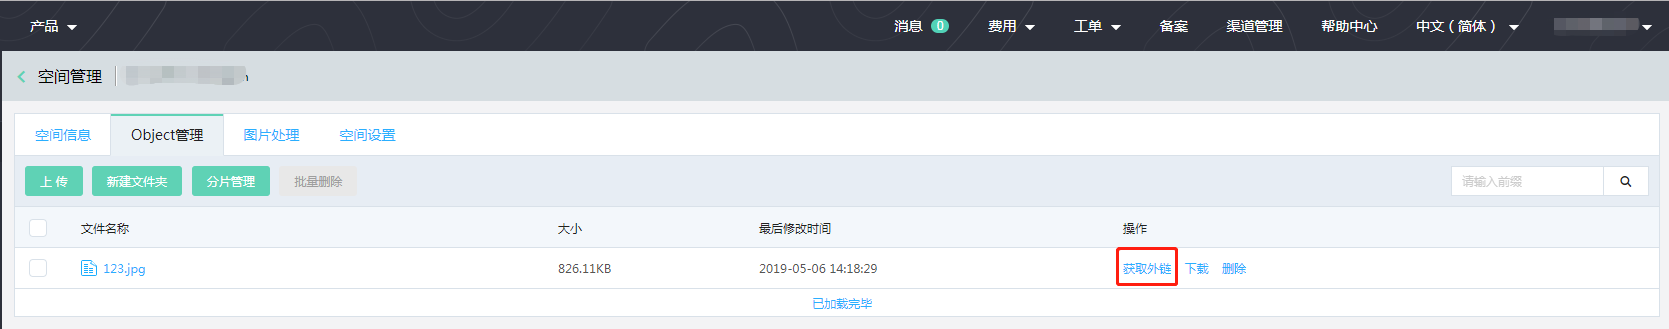 产品 消息 0 费用 工单 备案 渠道管理 帮助中心 中文（简体）
空间管理
空间信息 Object管理 图片处理 空间设置
上 传 新建文件夹 分片管理 批量删除 请输入前缀
文件名称 大小 最后修改时间 操作
123.jpg 826.11KB 2019-05-06 14:18:29 获取外链 下载 删除
已加载完毕